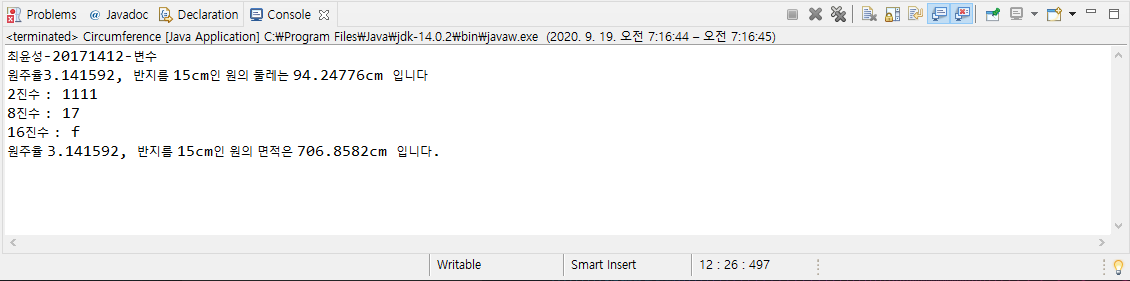 Problems @ Javadoc Declaration Console
<terminated> Circumference [Java Application] C:₩Program Files₩Java₩jdk-14.0.2₩bin₩javaw.exe (2020. 9. 19. 오전 7:16:44 – 오전 7:16:45)
최윤성-20171412-변수
원주율3.141592, 반지름 15cm인 원의 둘레는 94.24776cm 입니다
2진수 : 1111
8진수 : 17
16진수 : f
원주율 3.141592, 반지름 15cm인 원의 면적은 706.8582cm 입니다.
Writable Smart Insert 12 : 26 : 497